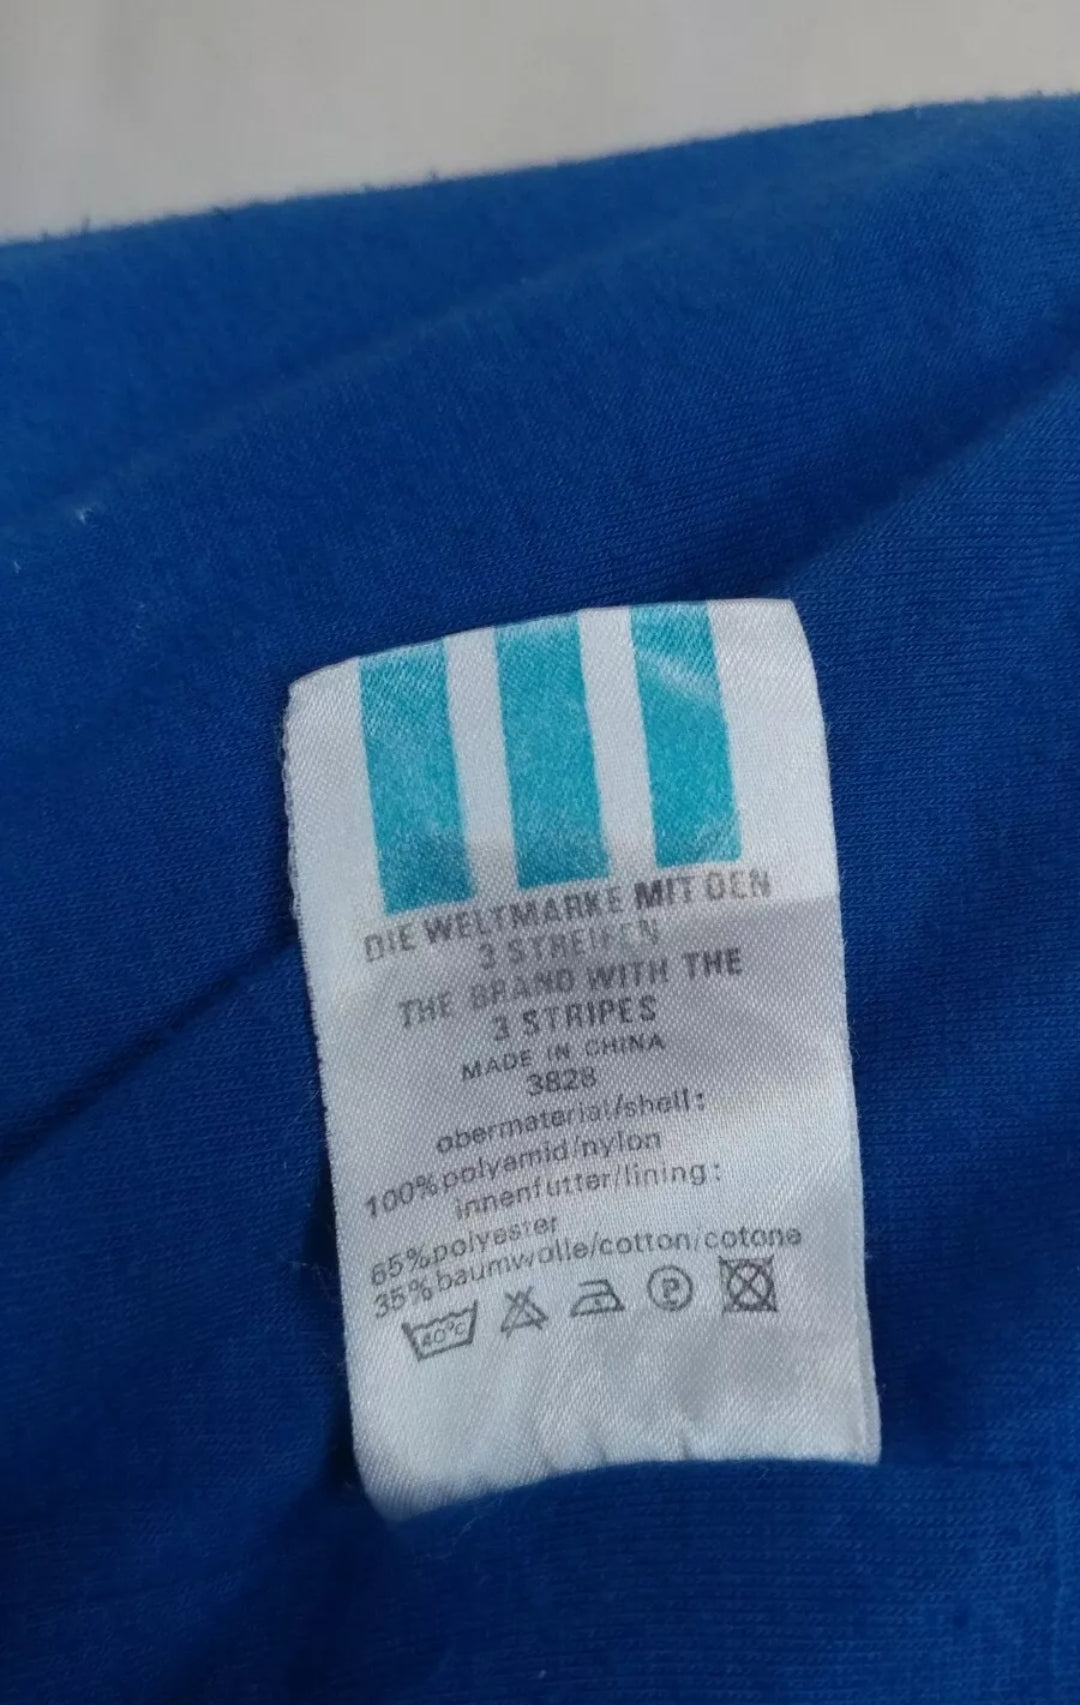 DIE WELTMARKE MIT DEN
3 STREIFEN
THE BRAND WITH THE
3 STRIPES
MADE IN CHINA
3828
obermaterial/shell:
100%polyamid/nylon
innenfutter/lining:
65%polyester
35%baumwolle/cotton/cotone
40°C P